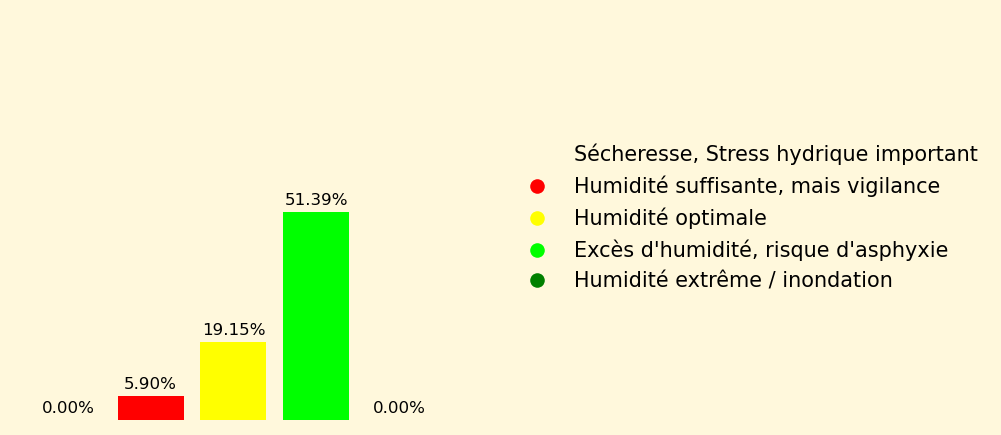 51.39%
19.15%
5.90%
0.00%
0.00%
Sécheresse, Stress hydrique important
Humidité suffisante, mais vigilance
Humidité optimale
Excès d'humidité, risque d'asphyxie
Humidité extrême / inondation